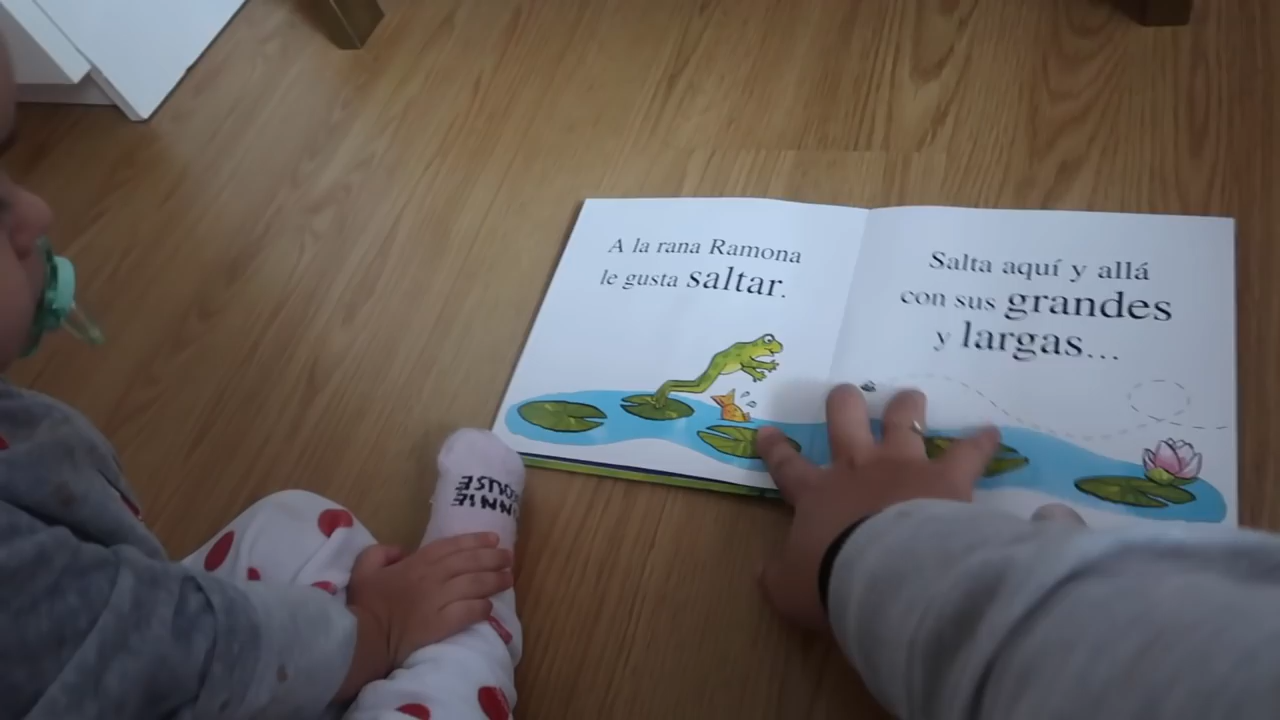 A la rana Ramona
le gusta saltar.
Salta aquí y allá
con sus grandes
y largas...